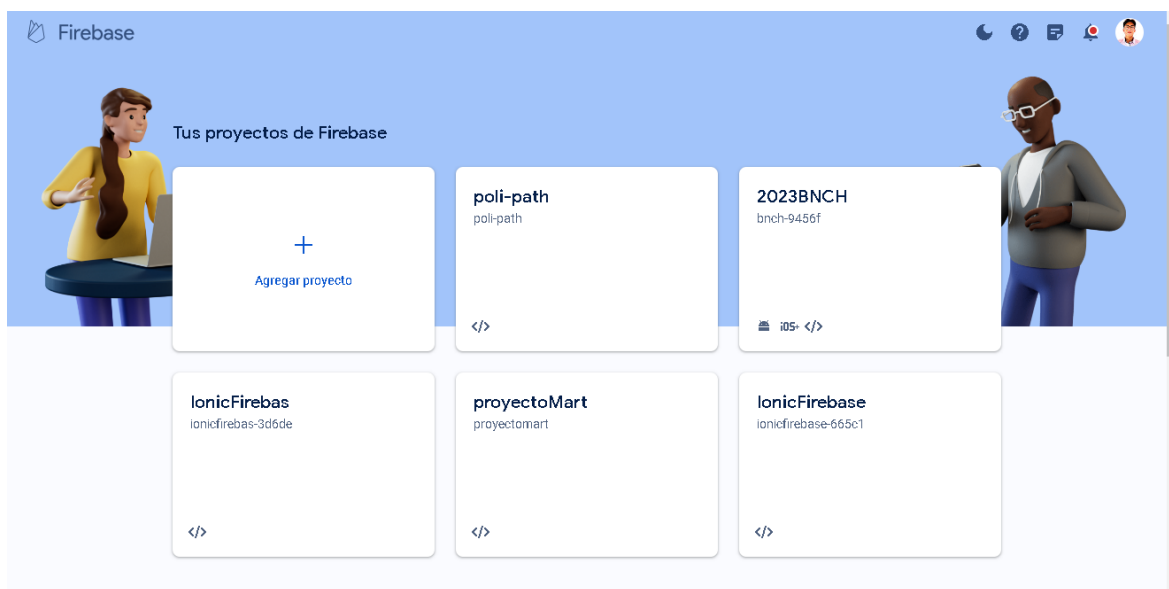 Firebase
Tus proyectos de Firebase
Agregar proyecto
poli-path
poli-path
2023BNCH
bnch-9456f
iOS+
IonicFirebas
ionicfirebas-3d6de
proyectoMart
proyectomart
IonicFirebase
ionicfirebase-665c1